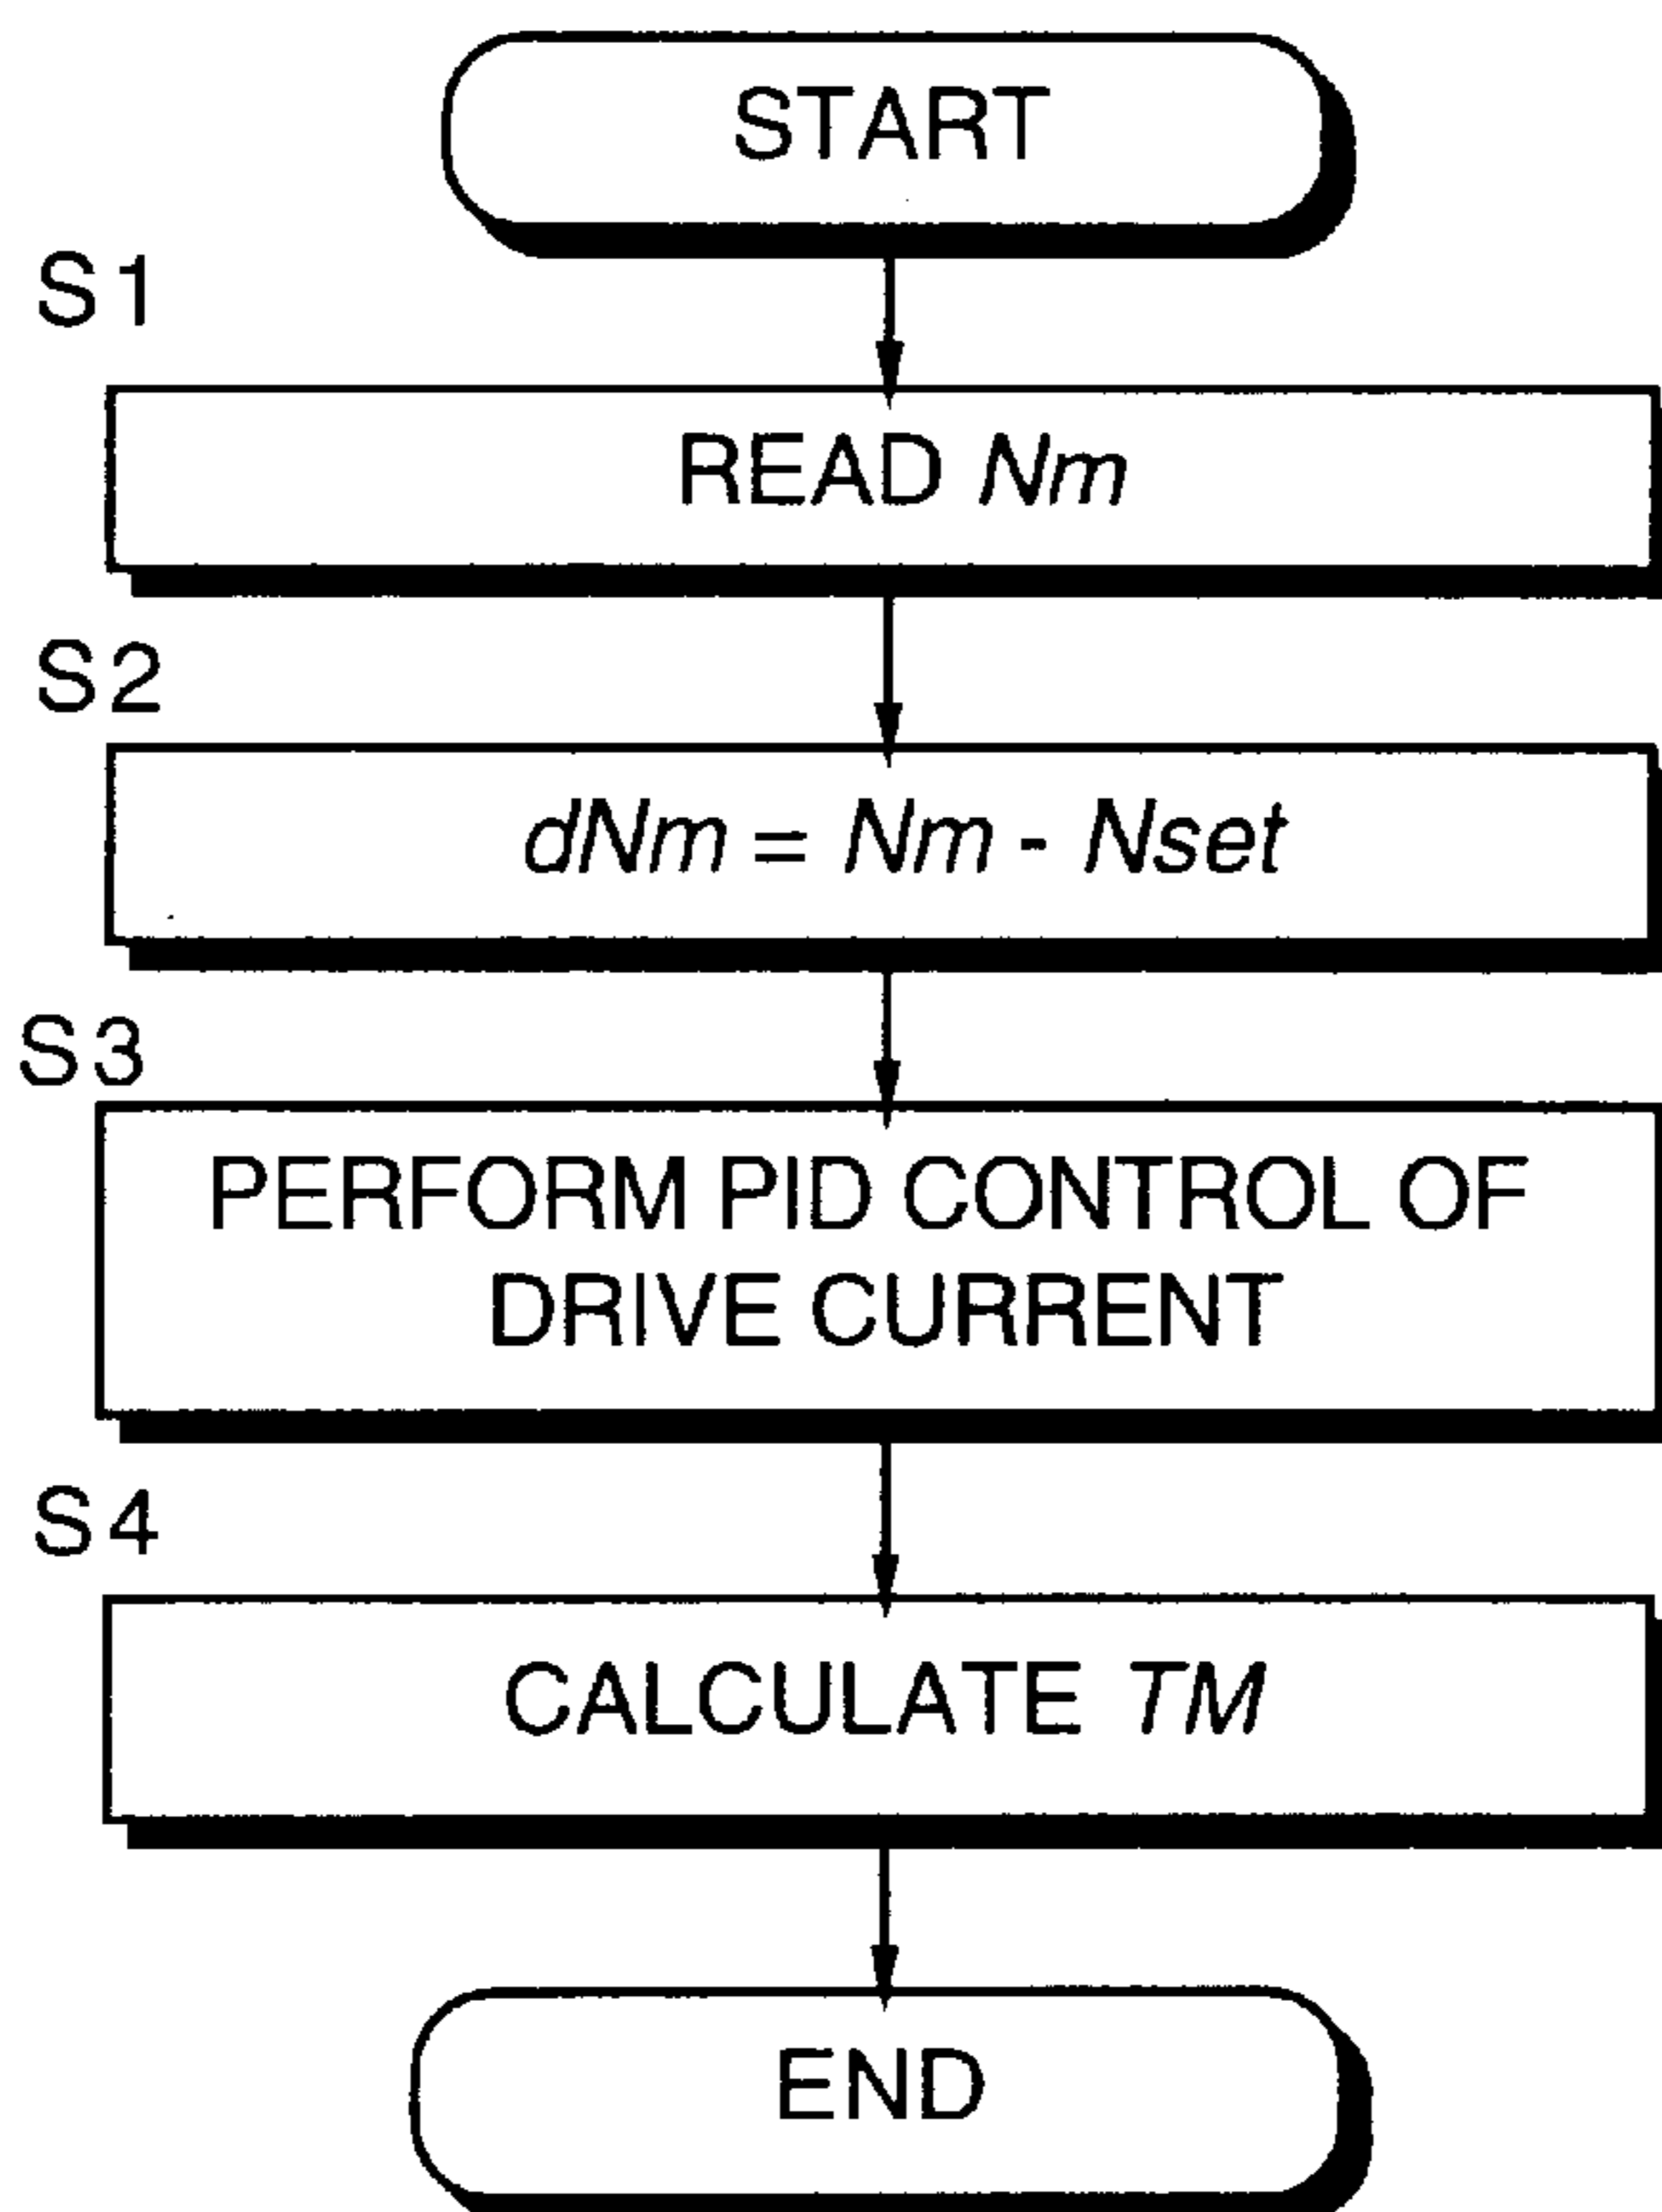 START
S1
READ Nm
S2
dNm = Nm - Nset
S3
PERFORM PID CONTROL OF
DRIVE CURRENT
S4
CALCULATE TM
END